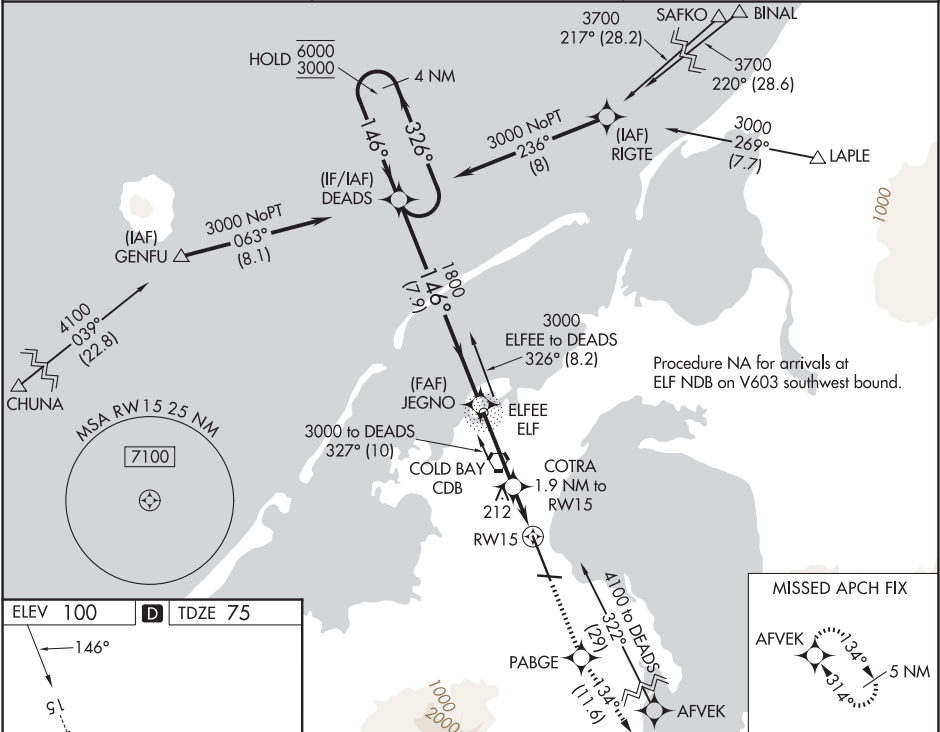 SAFKO
BINAL
3700
217° (28.2)
3700
220° (28.6)
HOLD 6000
3000
4 NM
146°
326°
3000 NoPT
236°
(8)
(IAF)
RIGTE
3000
269°
(7.7)
LAPLE
1000
(IF/IAF)
DEADS
(IAF)
GENFU
3000 NoPT
063°
(8.1)
4100
039°
(22.8)
CHUNA
1800
146°
(7.9)
3000
ELFEE to DEADS
326° (8.2)
Procedure NA for arrivals at
ELF NDB on V603 southwest bound.
(FAF)
JEGNO
ELFEE
ELF
3000 to DEADS
327° (10)
COLD BAY
CDB
COTRA
1.9 NM to
RW15
212
RW15
MSA RW15 25 NM
7100
4100 to DEADS
322°
(29)
PABGE
134°
(11.6)
AFVEK
1000
2000
MISSED APCH FIX
AFVEK
134°
314°
5 NM
ELEV 100
D
TDZE 75
146°
15